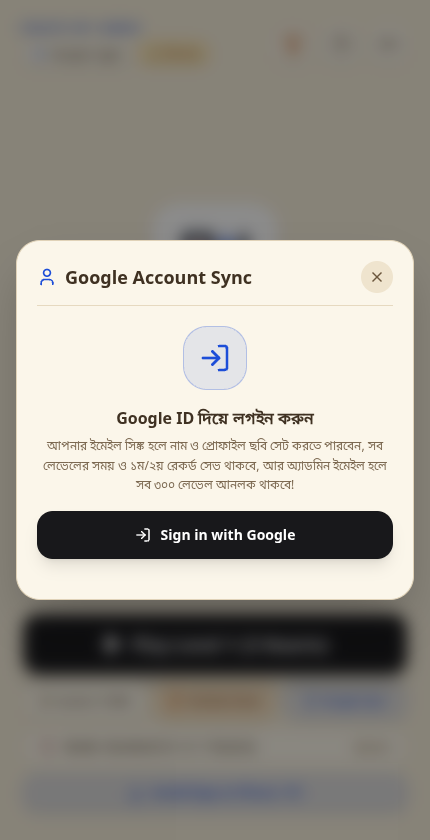 Google Account Sync
Google ID দিয়ে লগইন করুন
আপনার ইমেইল সিঙ্ক হলে নাম ও প্রোফাইল ছবি সেট করতে পারবেন, সব
লেভেলের সময় ও ১ম/২য় রেকর্ড সেভ থাকবে, আর অ্যাডমিন ইমেইল হলে
সব ৩০০ লেভেল আনলক থাকবে!
Sign in with Google